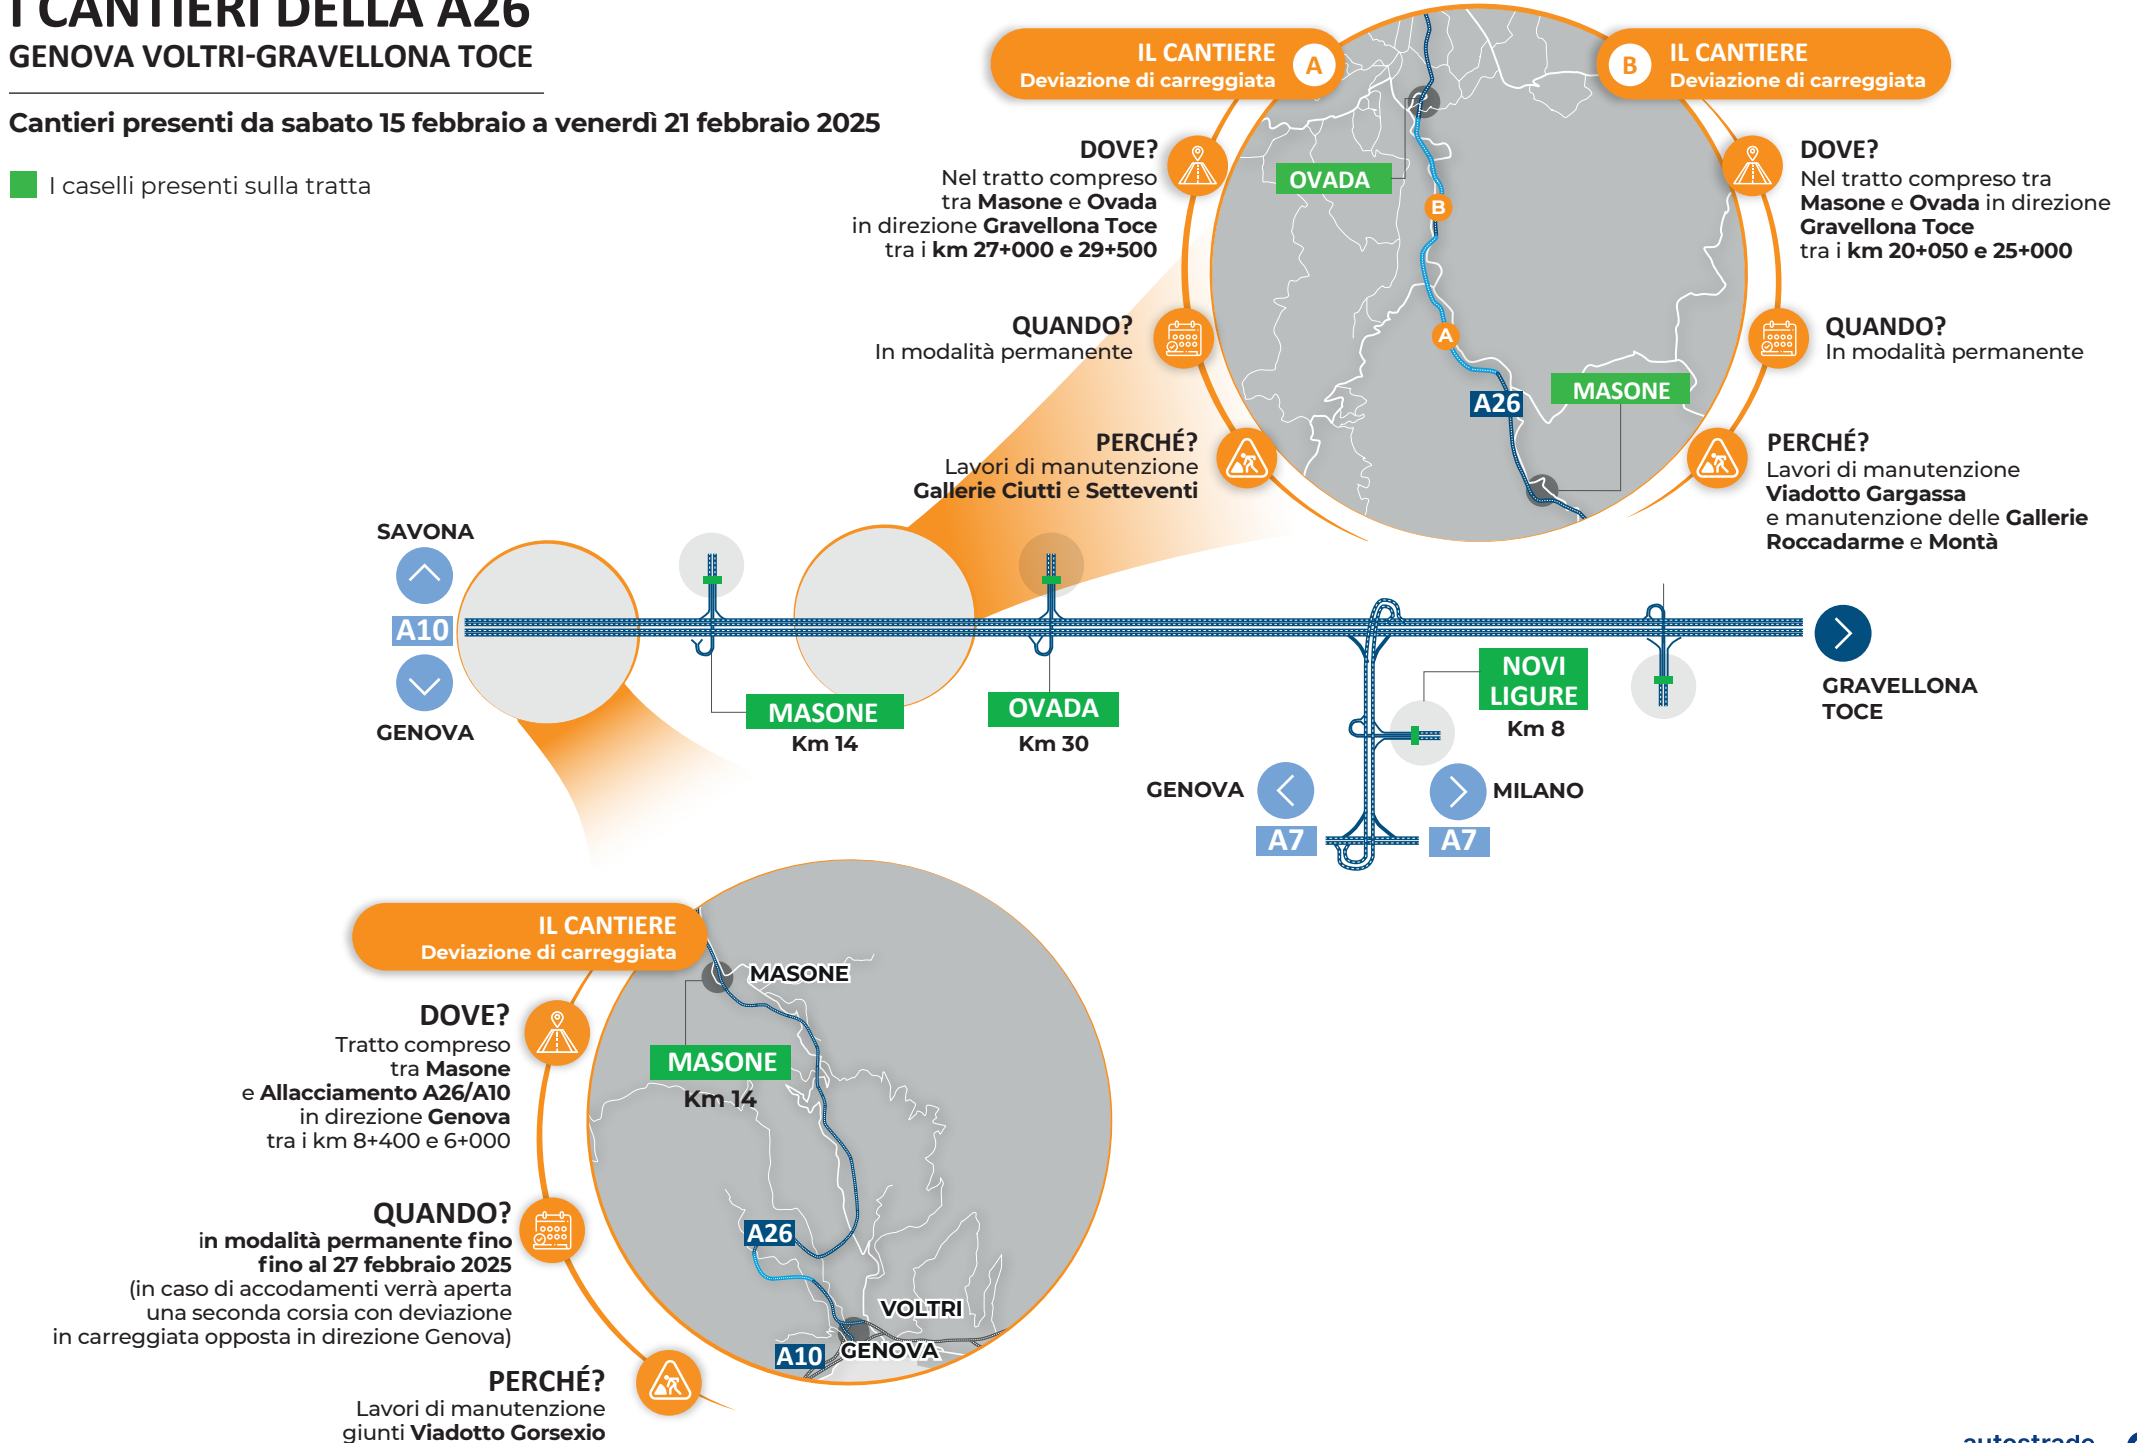 I CANTIERI DELLA A26
GENOVA VOLTRI-GRAVELLONA TOCE
Cantieri presenti da sabato 15 febbraio a venerdì 21 febbraio 2025
I caselli presenti sulla tratta
IL CANTIERE
Deviazione di carreggiata
A
DOVE?
Nel tratto compreso
tra Masone e Ovada
in direzione Gravellona Toce
tra i km 27+000 e 29+500
QUANDO?
In modalità permanente
PERCHÉ?
Lavori di manutenzione
Gallerie Ciutti e Setteventi
B
IL CANTIERE
Deviazione di carreggiata
DOVE?
Nel tratto compreso tra
Masone e Ovada in direzione
Gravellona Toce
tra i km 20+050 e 25+000
QUANDO?
In modalità permanente
PERCHÉ?
Lavori di manutenzione
Viadotto Gargassa
e manutenzione delle Gallerie
Roccadarme e Montà
OVADA
B
A
MASONE
A26
SAVONA
A10
GENOVA
MASONE
Km 14
OVADA
Km 30
NOVI
LIGURE
Km 8
GRAVELLONA
TOCE
GENOVA
MILANO
A7
A7
IL CANTIERE
Deviazione di carreggiata
DOVE?
Tratto compreso
tra Masone
e Allacciamento A26/A10
in direzione Genova
tra i km 8+400 e 6+000
QUANDO?
in modalità permanente fino
fino al 27 febbraio 2025
(in caso di accodamenti verrà aperta
una seconda corsia con deviazione
in carreggiata opposta in direzione Genova)
PERCHÉ?
Lavori di manutenzione
giunti Viadotto Gorsexio
MASONE
MASONE
Km 14
A26
VOLTRI
GENOVA
A10
autostrade